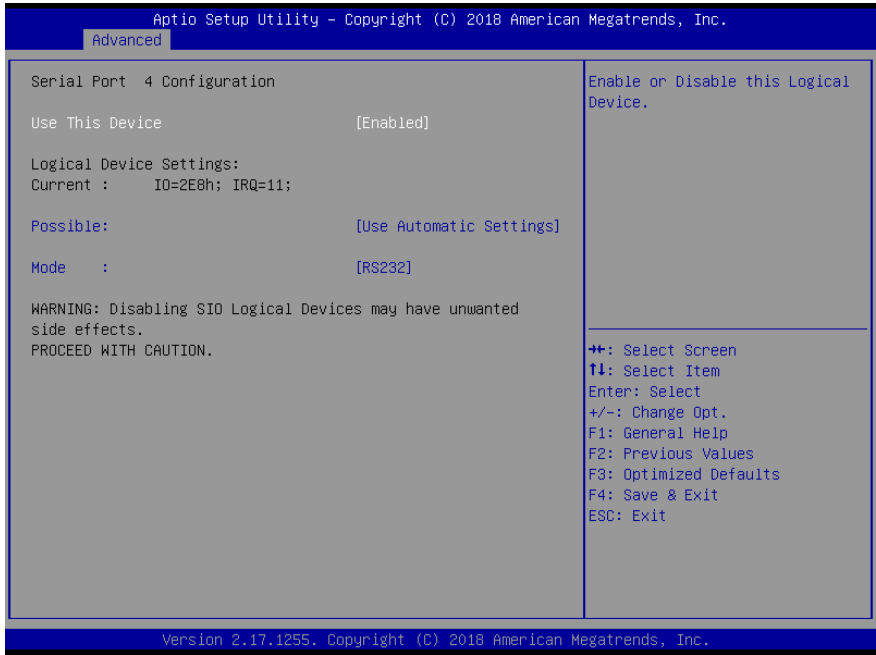 Aptio Setup Utility – Copyright (C) 2018 American Megatrends, Inc.
Advanced
Serial Port 4 Configuration
Use This Device [Enabled]
Logical Device Settings:
Current : IO=2E8h; IRQ=11;
Possible: [Use Automatic Settings]
Mode : [RS232]
WARNING: Disabling SIO Logical Devices may have unwanted
side effects.
PROCEED WITH CAUTION.
Enable or Disable this Logical
Device.
→←: Select Screen
↑↓: Select Item
Enter: Select
+/-: Change Opt.
F1: General Help
F2: Previous Values
F3: Optimized Defaults
F4: Save & Exit
ESC: Exit
Version 2.17.1255. Copyright (C) 2018 American Megatrends, Inc.